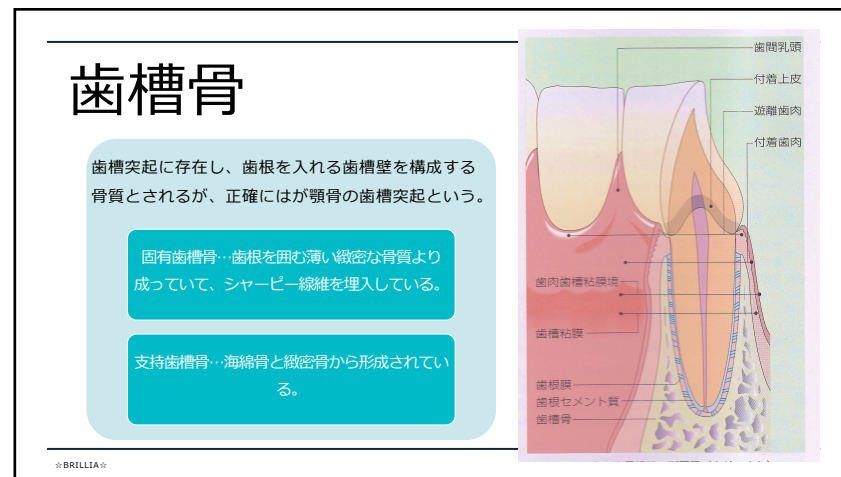 歯槽骨
歯槽突起に存在し、歯根を入れる歯槽壁を構成する
骨質とされるが、正確にはが顎骨の歯槽突起という。
固有歯槽骨…歯根を囲む薄い緻密な骨質より
成っていて、シャーピー線維を埋入している。
支持歯槽骨…海綿骨と緻密骨から形成されてい
る。
歯間乳頭
付着上皮
遊離歯肉
付着歯肉
歯肉歯槽粘膜境
歯槽粘膜
歯根膜
歯根セメント質
歯槽骨
☆BRILLIA☆